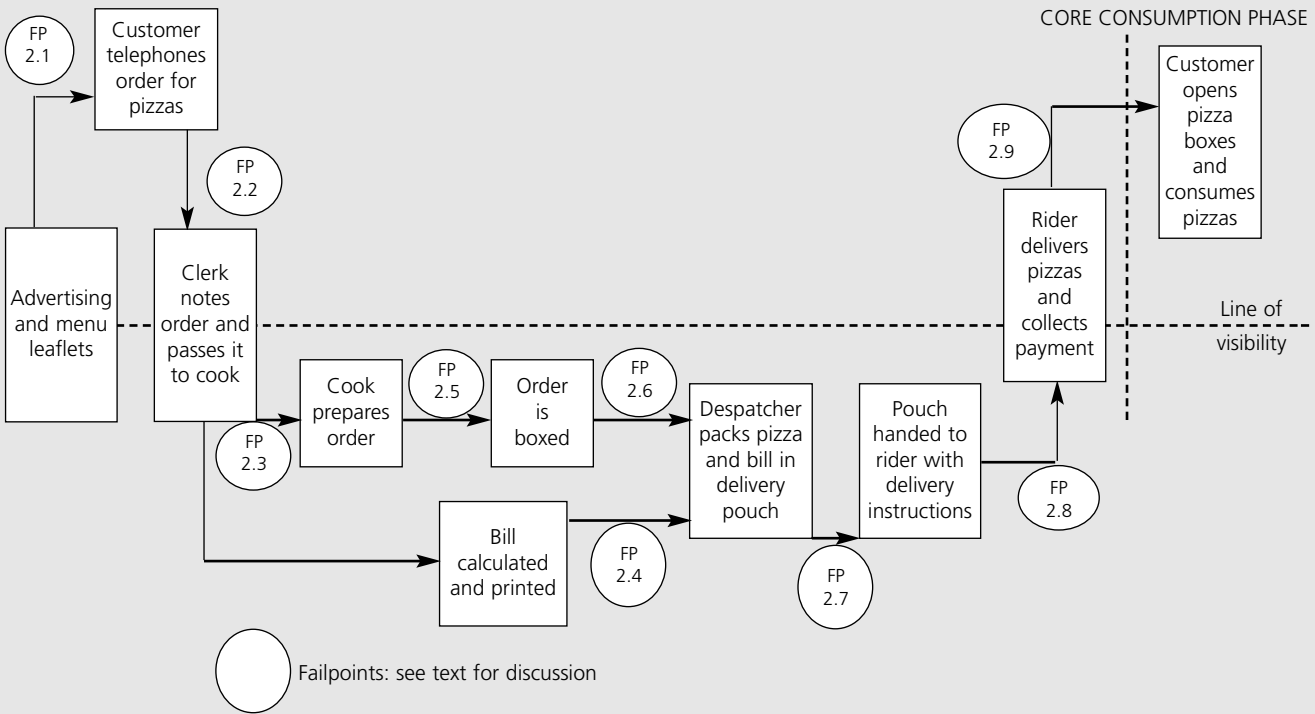 CORE CONSUMPTION PHASE
FP
2.1
Customer
telephones
order for
pizzas
FP
2.2
Advertising
and menu
leaflets
Clerk
notes
order and
passes it
to cook
FP
2.3
Cook
prepares
order
FP
2.5
Order
is
boxed
FP
2.6
Bill
calculated
and printed
FP
2.4
Despatcher
packs pizza
and bill in
delivery
pouch
FP
2.7
Pouch
handed to
rider with
delivery
instructions
FP
2.8
Rider
delivers
pizzas
and
collects
payment
FP
2.9
Customer
opens
pizza
boxes
and
consumes
pizzas
Line of
visibility
Failpoints: see text for discussion